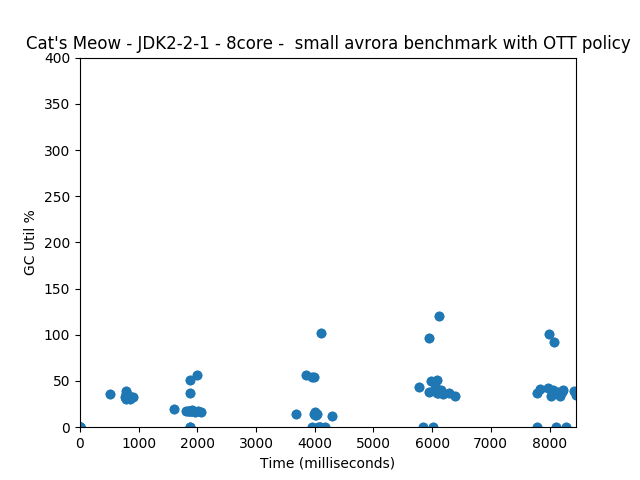 Cat's Meow - JDK2-2-1 - 8core -  small avrora benchmark with OTT policy
400
350
300
250
200
150
100
50
0
GC Util %
0 1000 2000 3000 4000 5000 6000 7000 8000
Time (milliseconds)